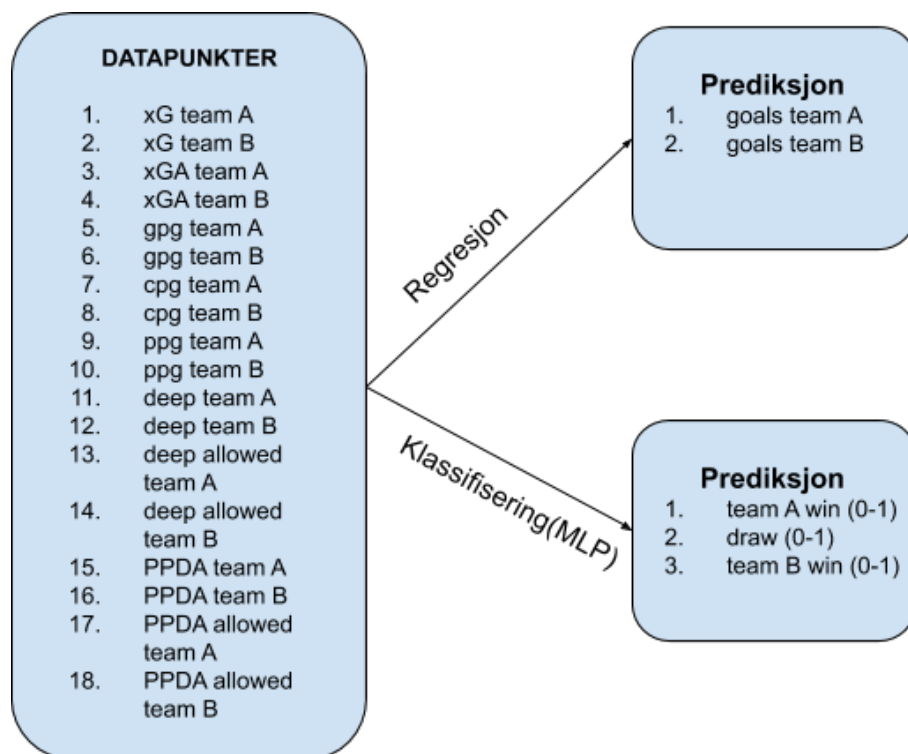 DATAPUNKTER
1. xG team A
2. xG team B
3. xGA team A
4. xGA team B
5. gpg team A
6. gpg team B
7. cpg team A
8. cpg team B
9. ppg team A
10. ppg team B
11. deep team A
12. deep team B
13. deep allowed
team A
14. deep allowed
team B
15. PPDA team A
16. PPDA team B
17. PPDA allowed
team A
18. PPDA allowed
team B
Regresjon
Klassifisering(MLP)
Prediksjon
1. goals team A
2. goals team B
Prediksjon
1. team A win (0-1)
2. draw (0-1)
3. team B win (0-1)